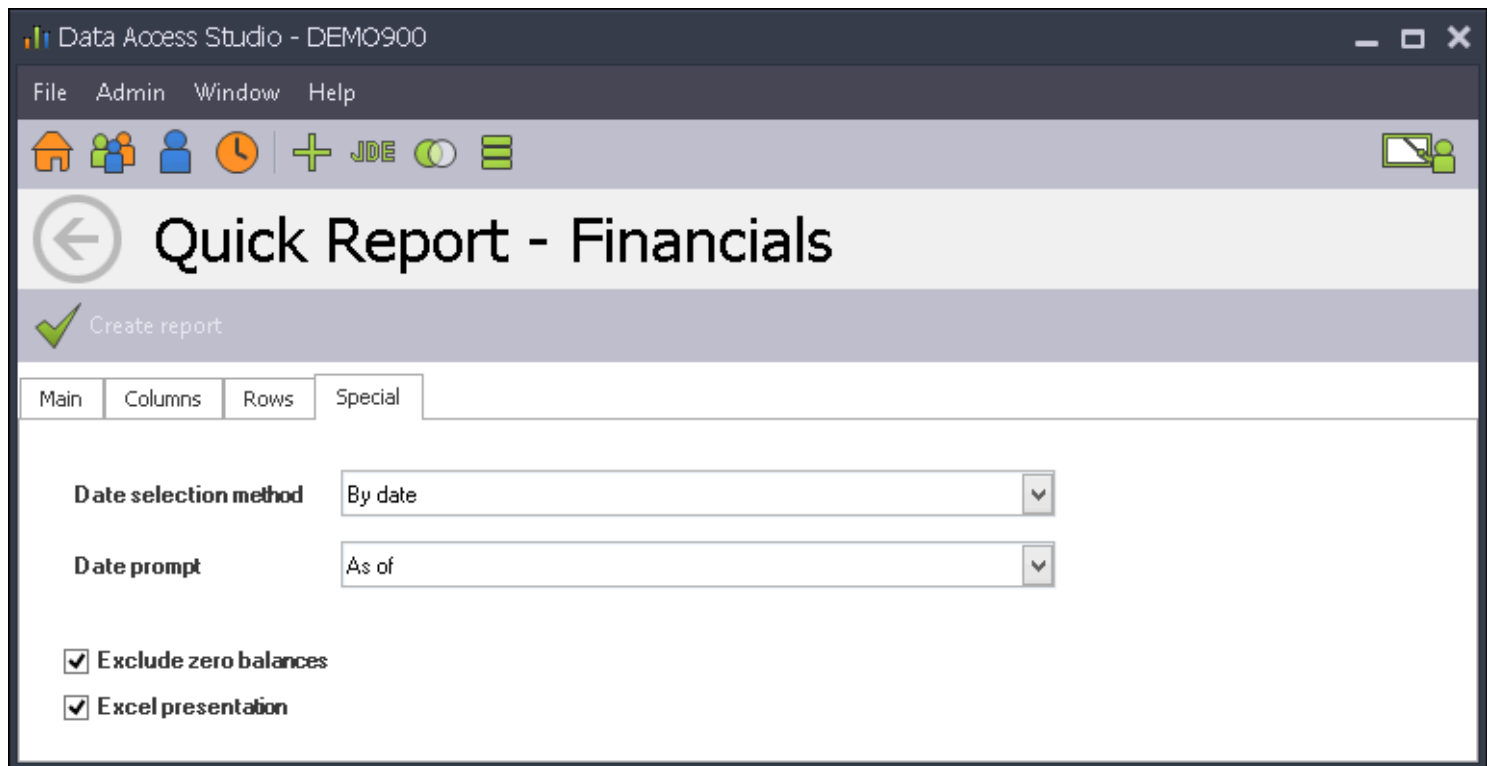 Data Access Studio - DEMO900
File Admin Window Help
JDE
Quick Report - Financials
Create report
Main Columns Rows Special
Date selection method By date
Date prompt As of
Exclude zero balances
Excel presentation